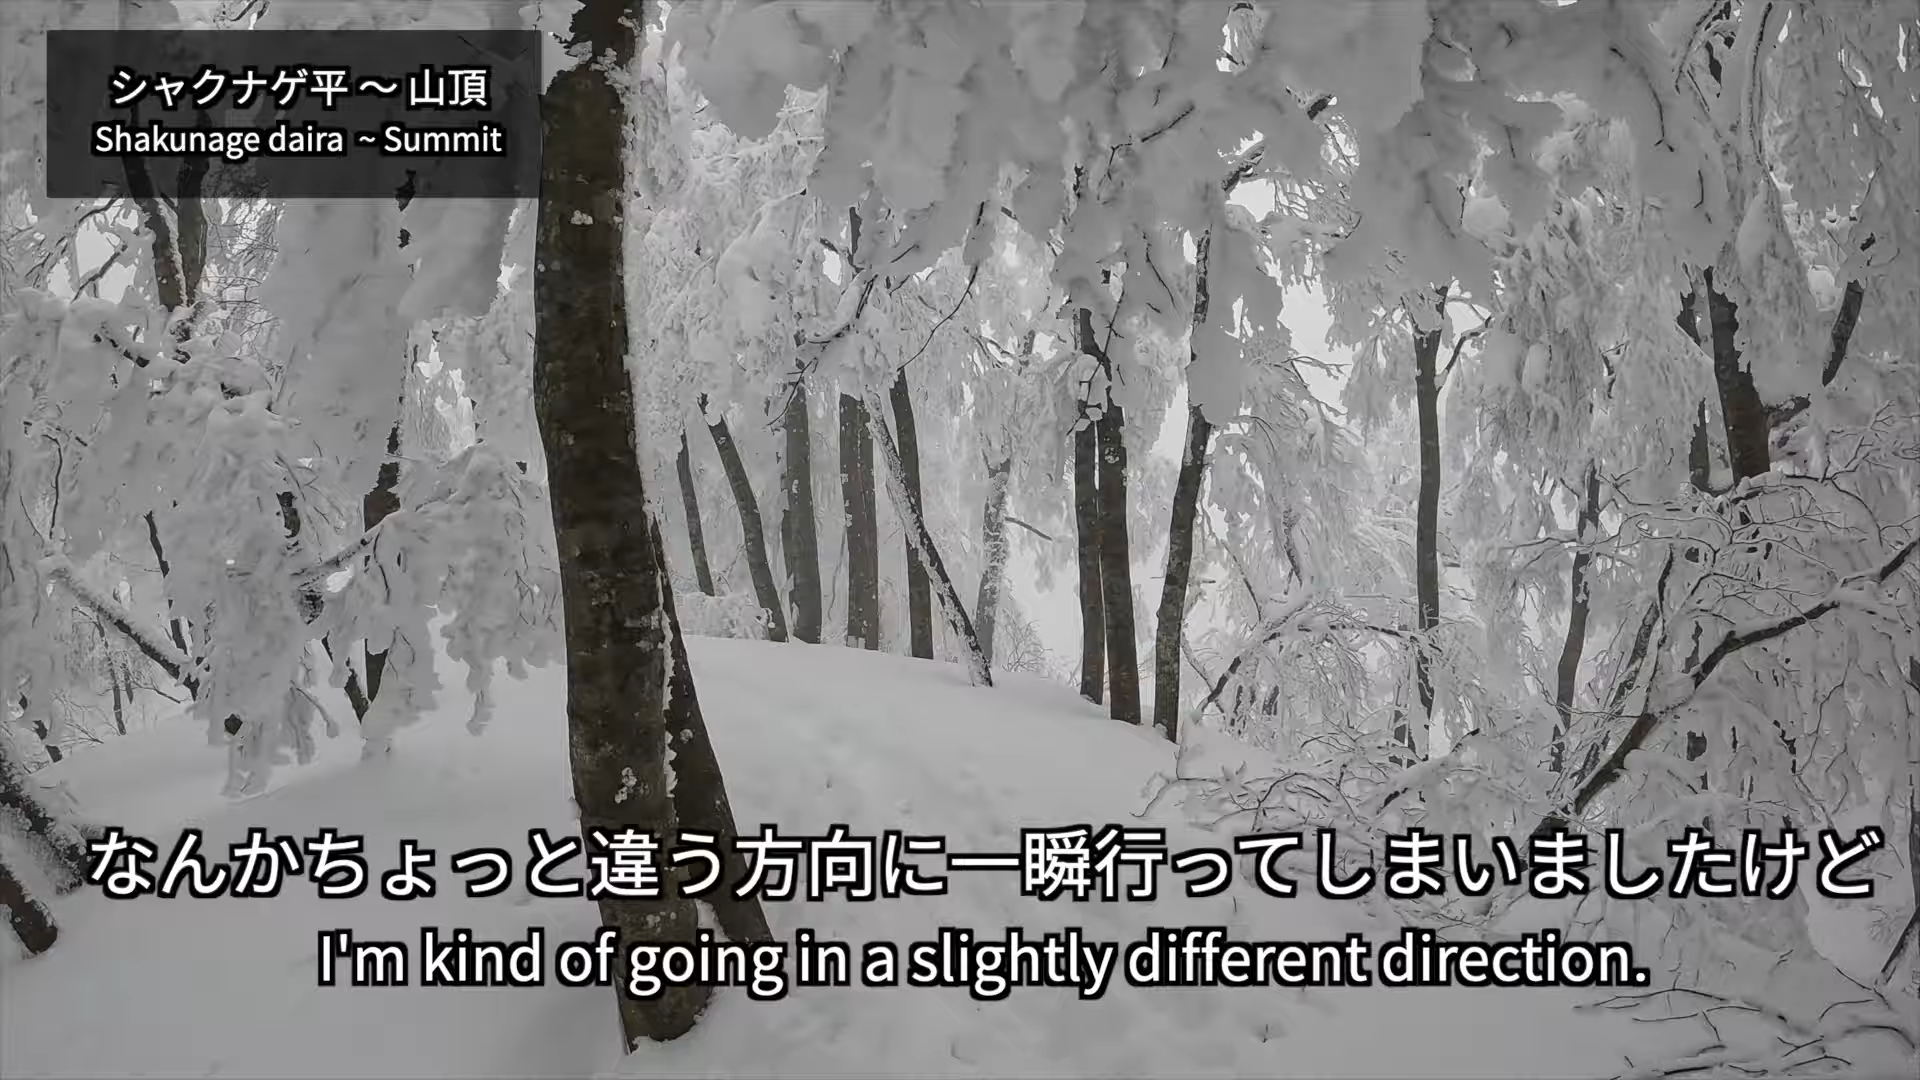 シャクナゲ平 ～ 山頂
Shakunage daira ~ Summit
なんかちょっと違う方向に一瞬行ってしまいましたけど
I'm kind of going in a slightly different direction.